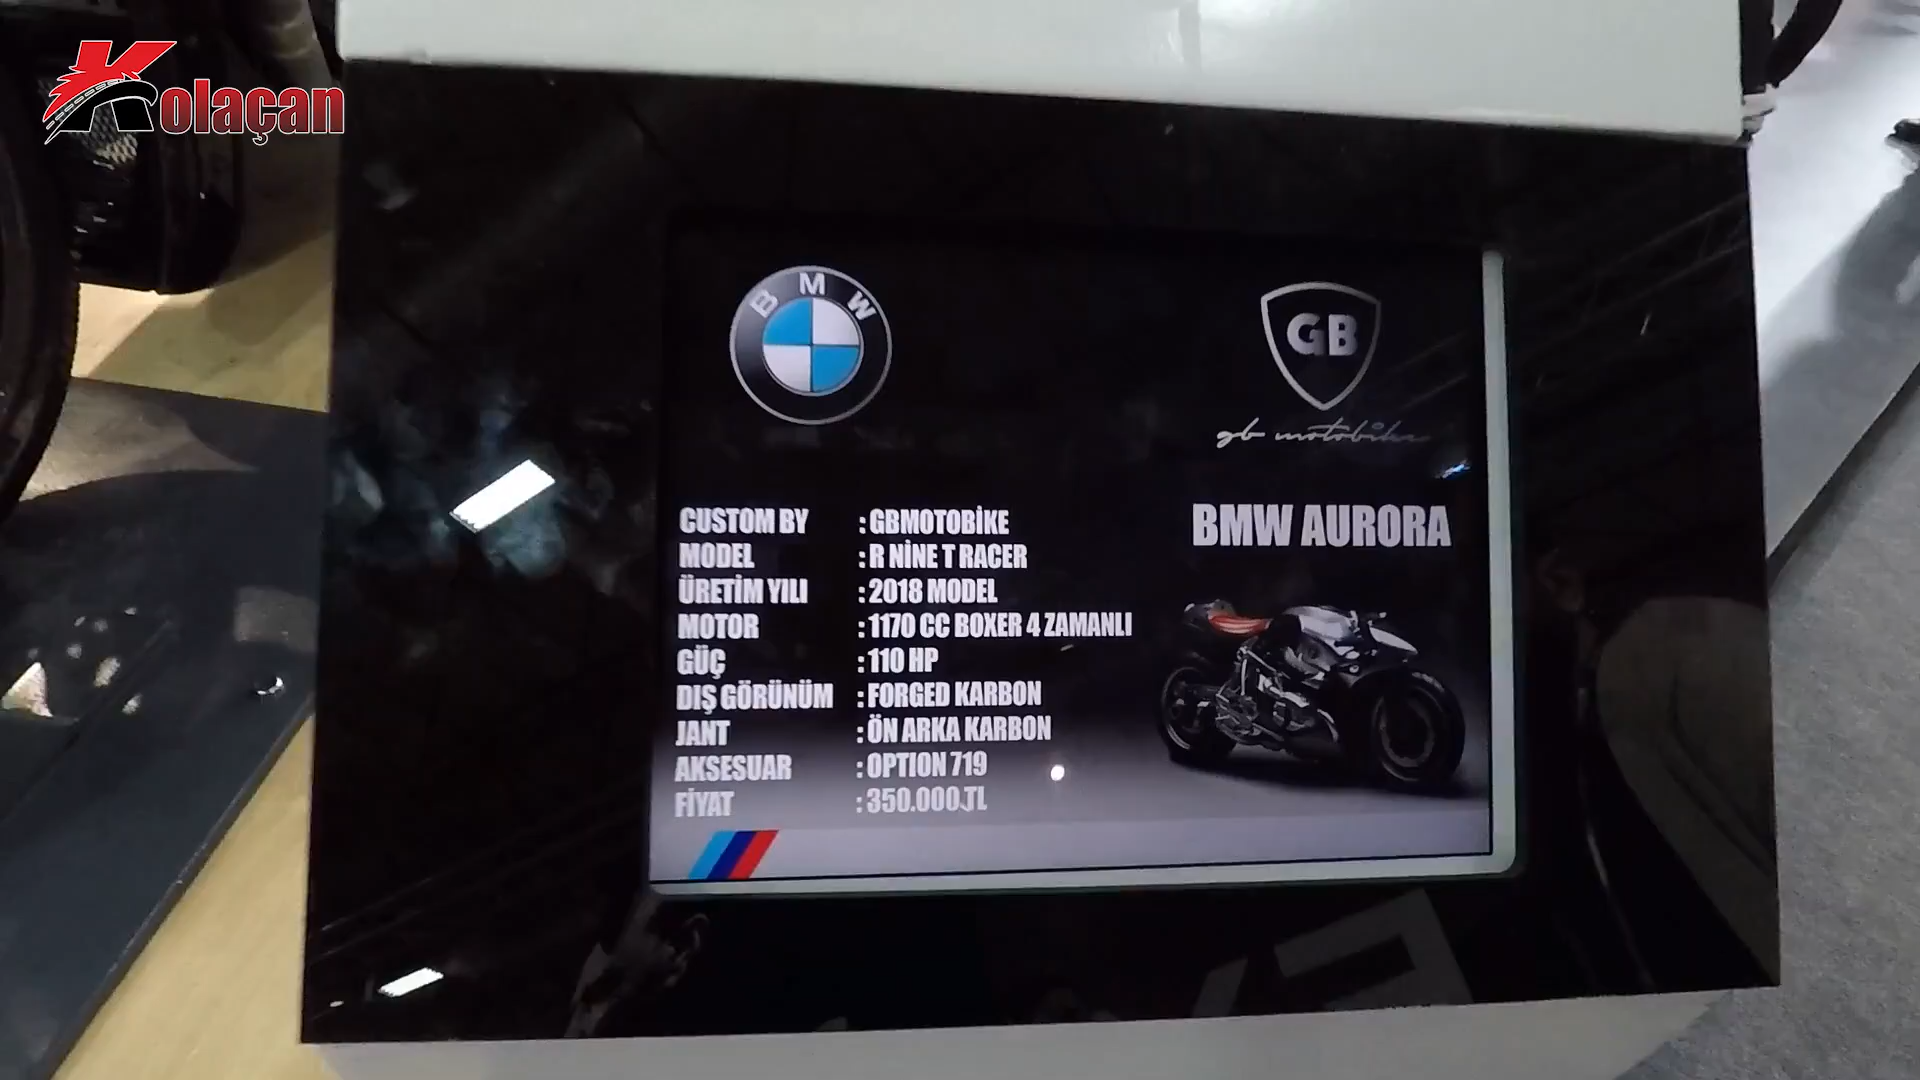 Kolaçan
BMW
GB
gb motobike
BMW AURORA
CUSTOM BY : GBMOTOBİKE
MODEL : R NİNE T RACER
ÜRETİM YILI : 2018 MODEL
MOTOR : 1170 CC BOXER 4 ZAMANLI
GÜÇ : 110 HP
DIŞ GÖRÜNÜM : FORGED KARBON
JANT : ÖN ARKA KARBON
AKSESUAR : OPTION 719
FİYAT : 350.000TL